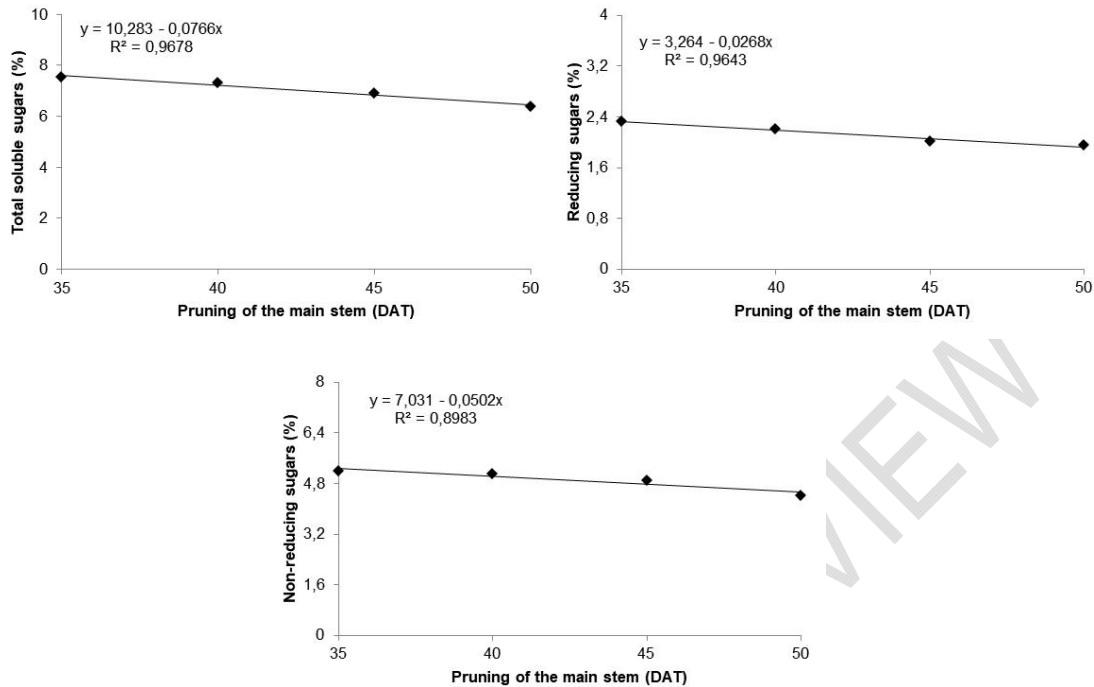 10
8
6
4
2
0
Total soluble sugars (%)
y = 10,283 - 0,0766x
R² = 0,9678
35 40 45 50
Pruning of the main stem (DAT)
4
3,2
2,4
1,6
0,8
0
Reducing sugars (%)
y = 3,264 - 0,0268x
R² = 0,9643
35 40 45 50
Pruning of the main stem (DAT)
8
6,4
4,8
3,2
1,6
0
Non-reducing sugars (%)
y = 7,031 - 0,0502x
R² = 0,8983
35 40 45 50
Pruning of the main stem (DAT)
VIEW